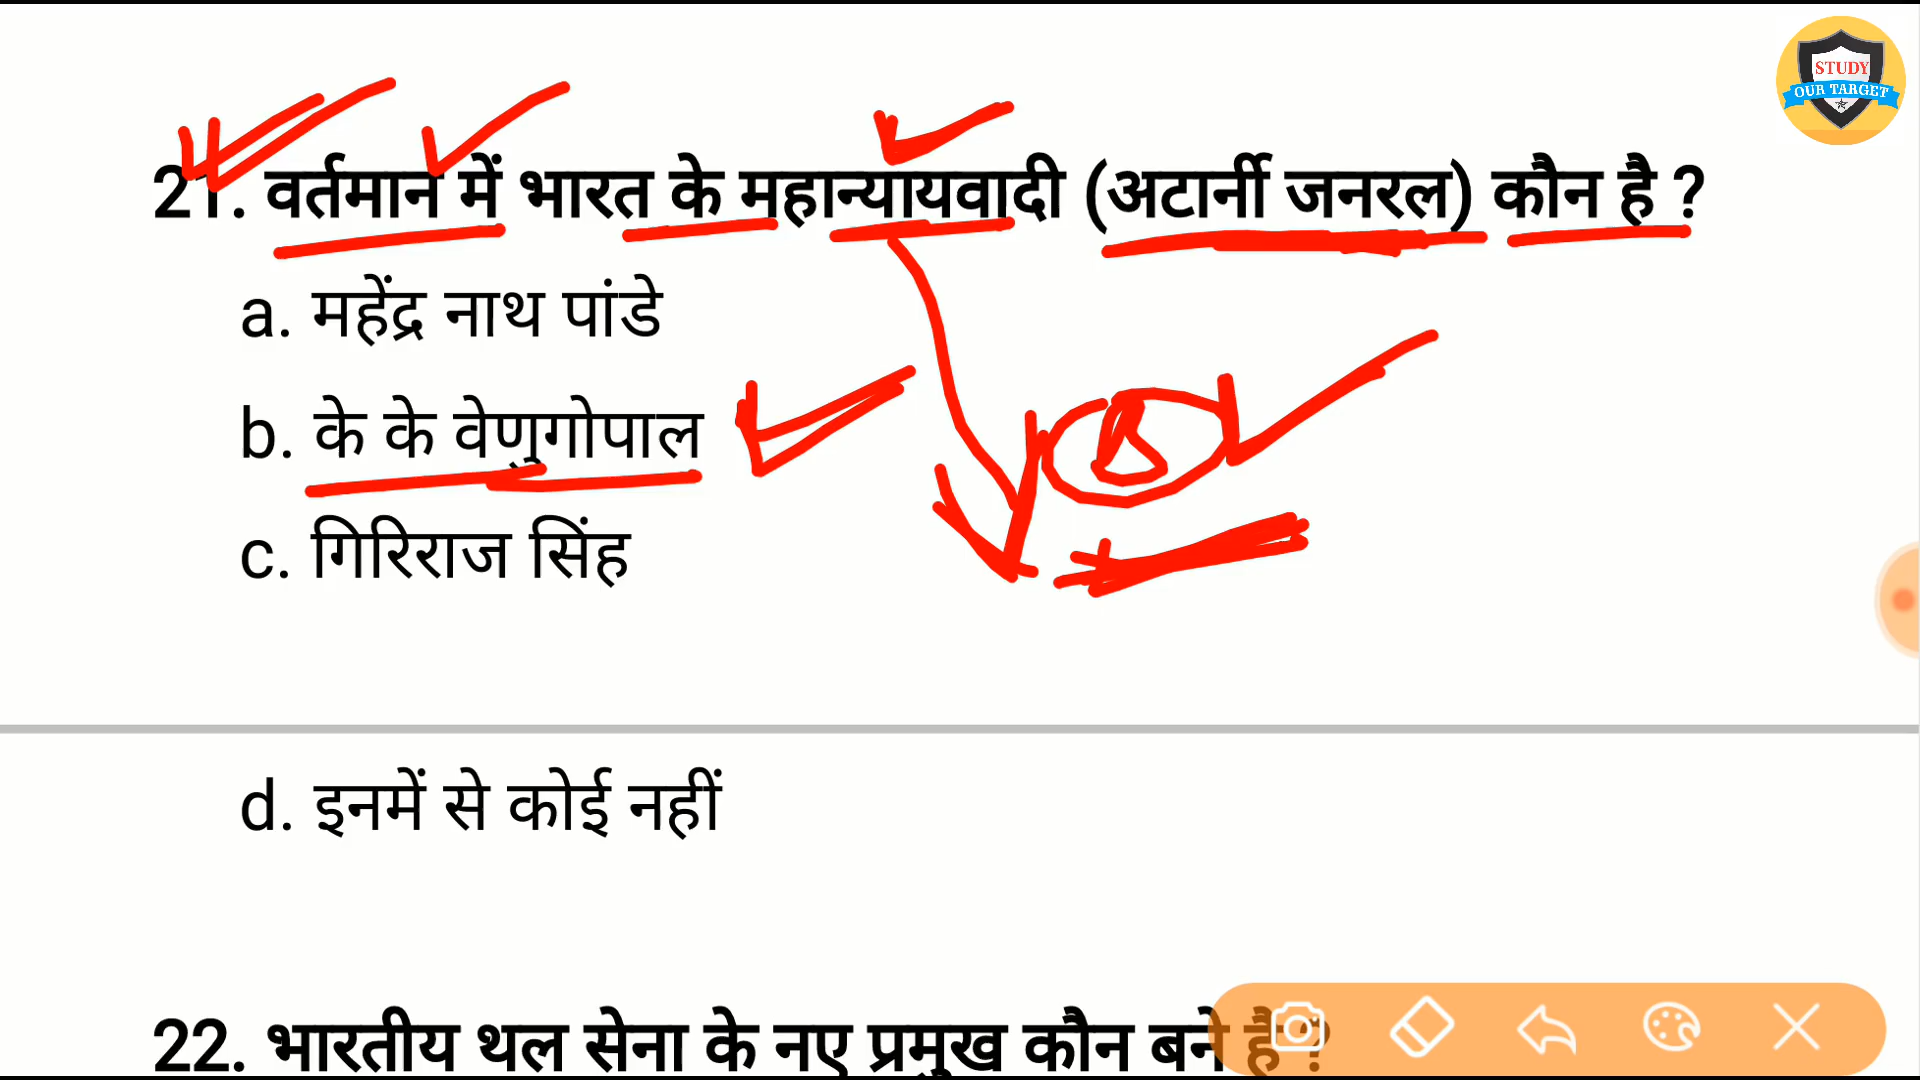 STUDY
OUR TARGET
21. वर्तमान में भारत के महान्यायवादी (अटार्नी जनरल) कौन है ?
a. महेंद्र नाथ पांडे
b. के के वेणुगोपाल
B
c. गिरिराज सिंह
d. इनमें से कोई नहीं
22. भारतीय थल सेना के नए प्रमुख कौन बने है ?